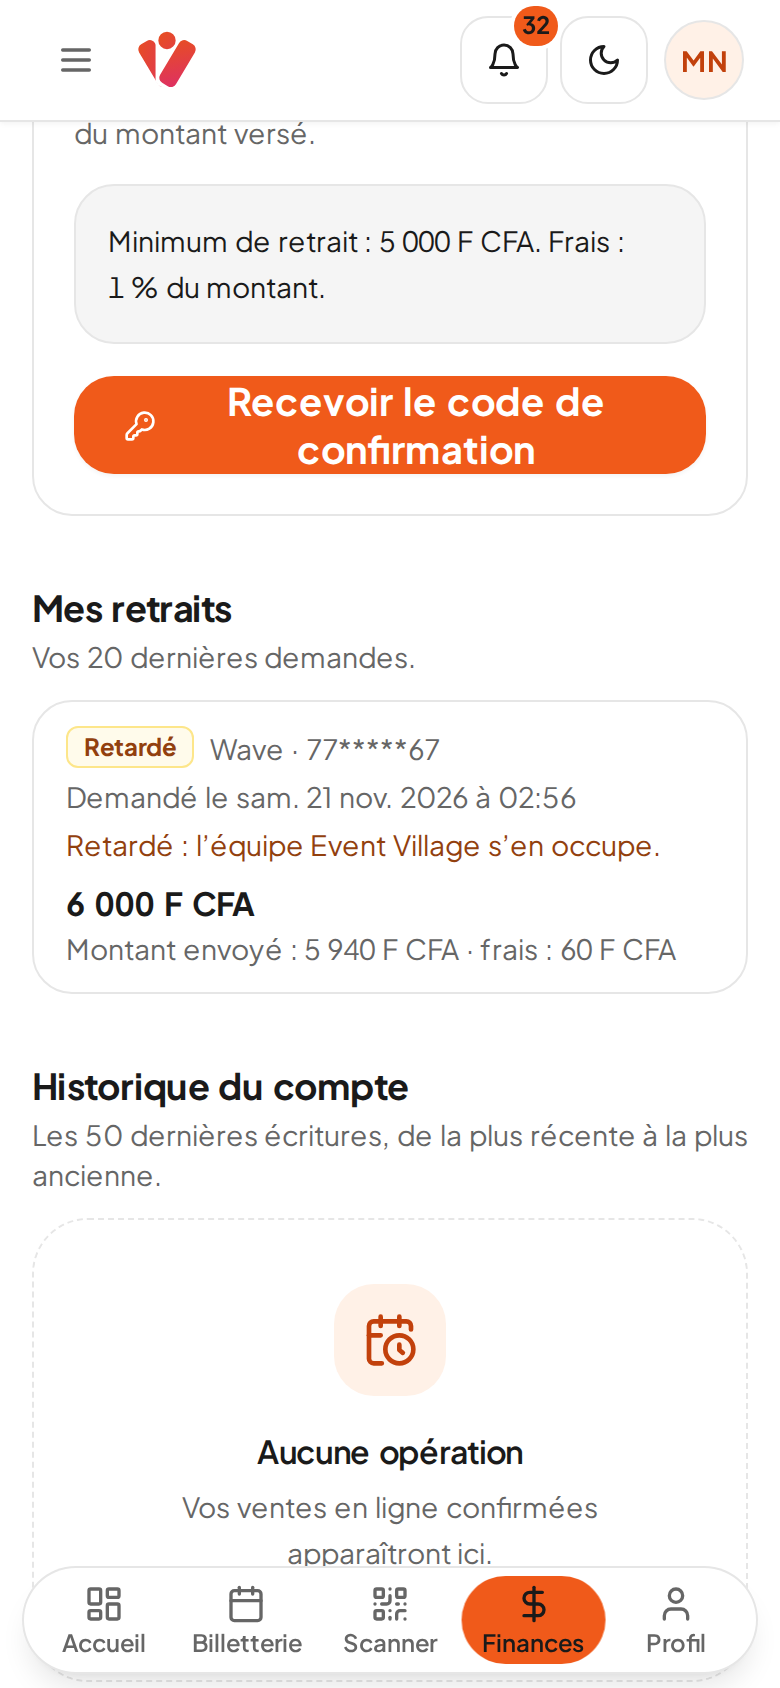 32
MN
du montant versé.
Minimum de retrait : 5 000 F CFA. Frais :
1 % du montant.
Recevoir le code de
confirmation
Mes retraits
Vos 20 dernières demandes.
Retardé Wave · 77*****67
Demandé le sam. 21 nov. 2026 à 02:56
Retardé : l’équipe Event Village s’en occupe.
6 000 F CFA
Montant envoyé : 5 940 F CFA · frais : 60 F CFA
Historique du compte
Les 50 dernières écritures, de la plus récente à la plus
ancienne.
Aucune opération
Vos ventes en ligne confirmées
apparaîtront ici.
Accueil Billetterie Scanner Finances Profil